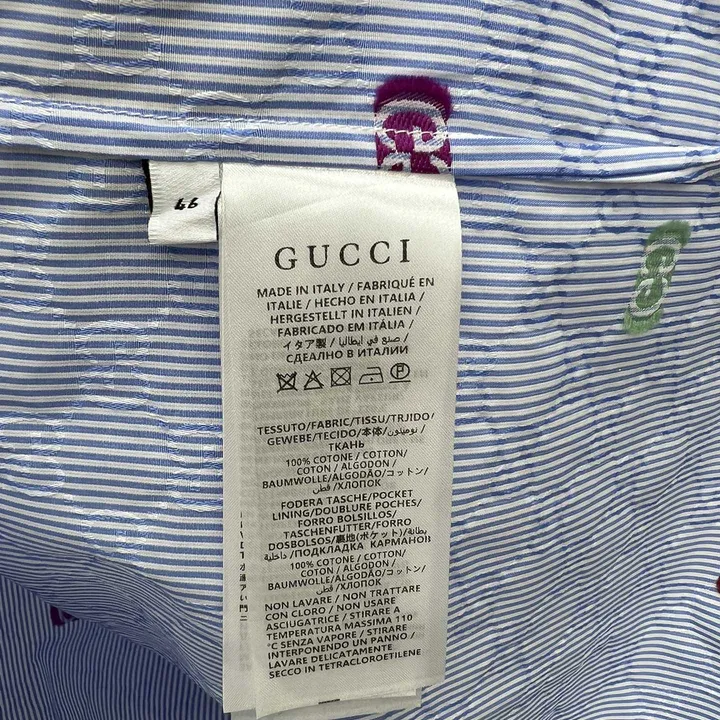 46
GUCCI
MADE IN ITALY / FABRIQUÉ EN
ITALIE / HECHO EN ITALIA /
HERGESTELLT IN ITALIEN /
FABRICADO EM ITÁLIA /
イタリア製 / صنع في ايطاليا /
СДЕЛАНО В ИТАЛИИ
P
TESSUTO/FABRIC/TISSU/TEJIDO/
GEWEBE/TECIDO/本体/
ТКАНЬ
100% COTONE / COTTON/
COTON / ALGODON /
BAUMWOLLE/ALGODÃO/コットン/
قطن /ХЛОПОК
FODERA TASCHE/POCKET
LINING/DOUBLURE POCHES/
FORRO BOLSILLOS/
TASCHENFUTTER/FORRO
DOSBOLSOS/裏地(ポケット)/بطانة
داخلية/ПОДКЛАДКА КАРМАНОВ
100% COTONE / COTTON/
COTON / ALGODON /
BAUMWOLLE/ALGODÃO/コットン/
قطن /ХЛОПОК
NON LAVARE / NON TRATTARE
CON CLORO / NON USARE
ASCIUGATRICE / STIRARE A
TEMPERATURA MASSIMA 110
°C SENZA VAPORE / STIRARE
INTERPONENDO UN PANNO /
LAVARE DELICATAMENTE
SECCO IN TETRACLOROETILENE